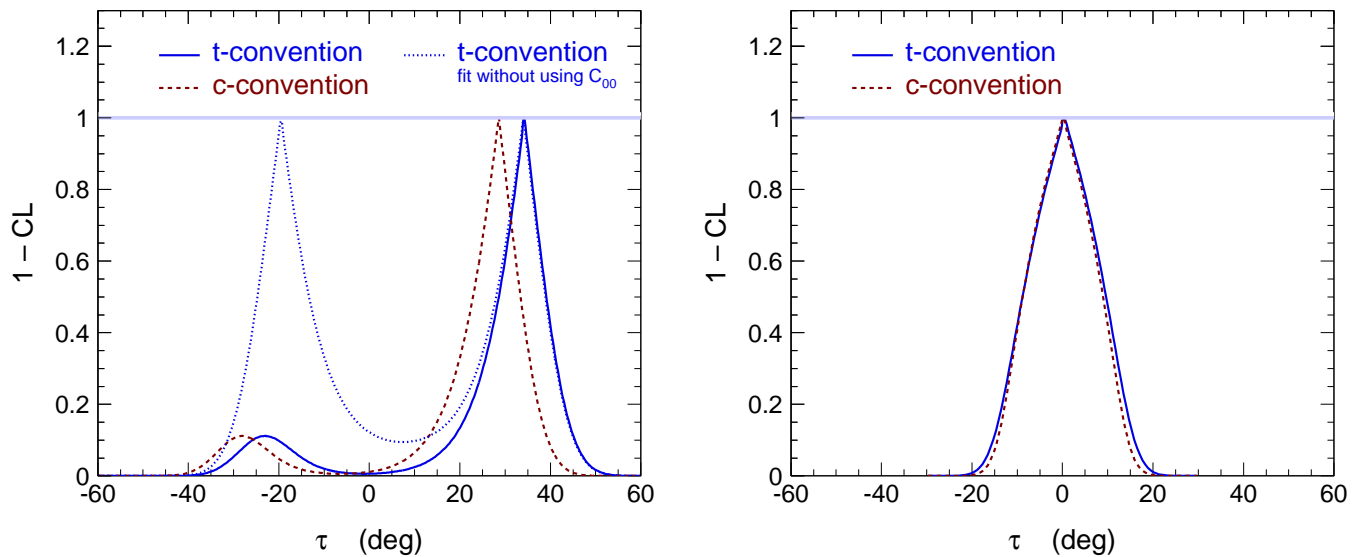 1.2
1
0.8
0.6
0.4
0.2
0
1 – CL
t-convention
c-convention
t-convention
fit without using C₀₀
-60 -40 -20 0 20 40 60
τ (deg)
1.2
1
0.8
0.6
0.4
0.2
0
1 – CL
t-convention
c-convention
-60 -40 -20 0 20 40 60
τ (deg)